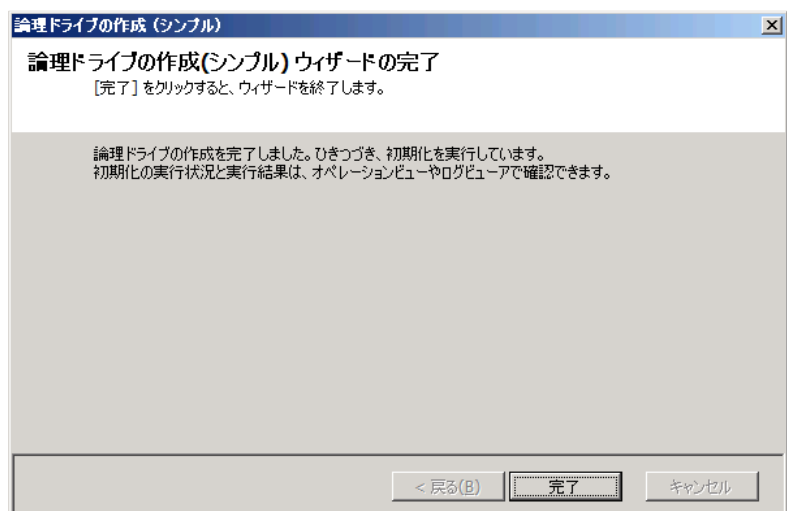 論理ドライブの作成 (シンプル)
論理ドライブの作成(シンプル) ウィザードの完了
[完了] をクリックすると、ウィザードを終了します。
論理ドライブの作成を完了しました。ひきつづき、初期化を実行しています。
初期化の実行状況と実行結果は、オペレーションビューやログビューアで確認できます。
< 戻る(B)
完了
キャンセル